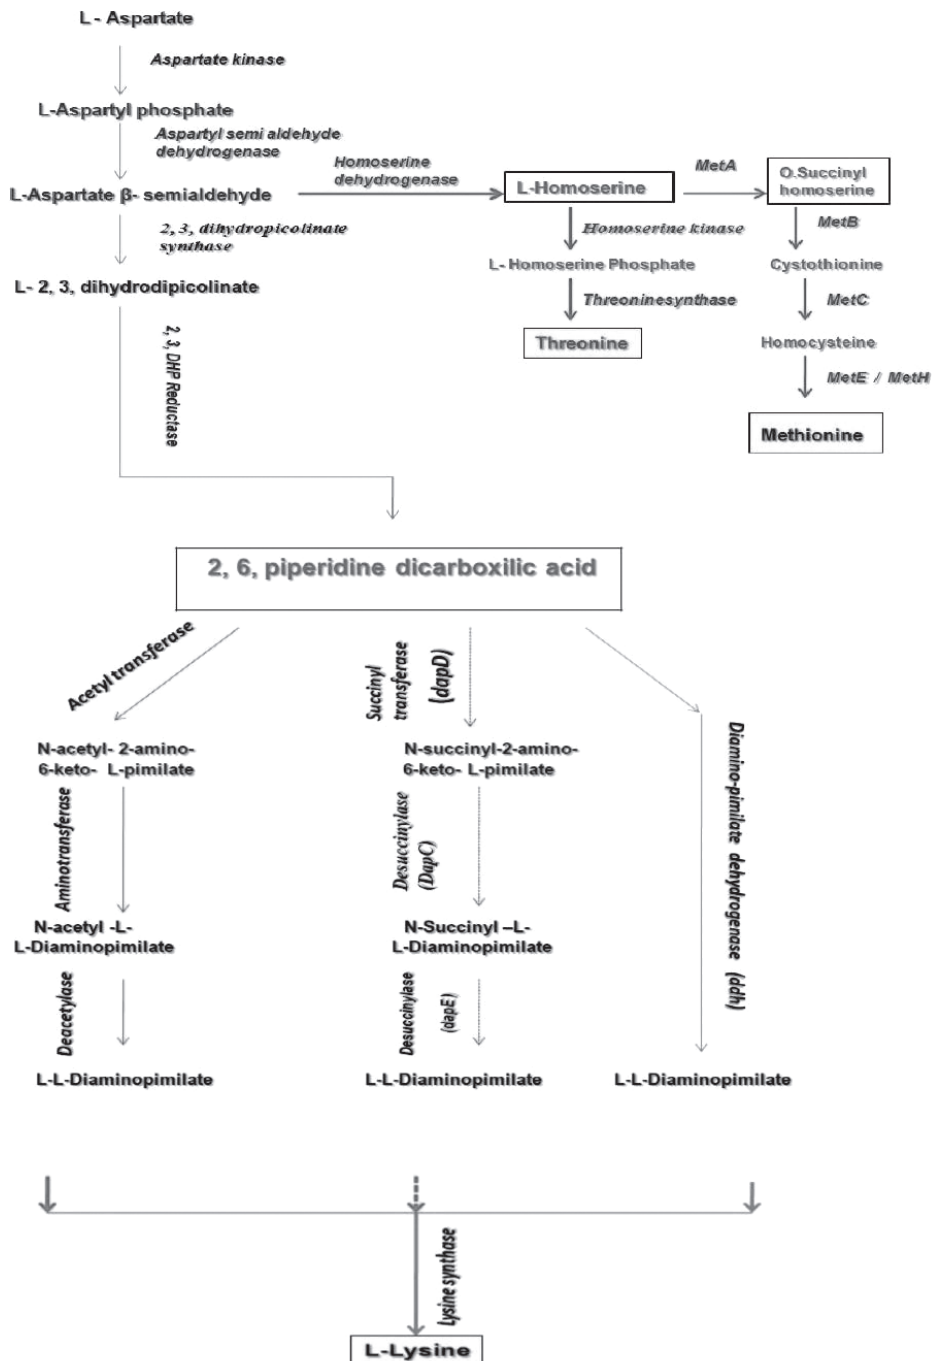 L - Aspartate
Aspartate kinase
L-Aspartyl phosphate
Aspartyl semi aldehyde
dehydrogenase
L-Aspartate β- semialdehyde
Homoserine
dehydrogenase
L-Homoserine
MetA
O.Succinyl
homoserine
2, 3, dihydropicolinate
synthase
Homoserine kinase
MetB
L- 2, 3, dihydrodipicolinate
L- Homoserine Phosphate
Cystothionine
Threoninesynthase
MetC
2, 3, DHP Reductase
Threonine
Homocysteine
MetE / MetH
Methionine
2, 6, piperidine dicarboxilic acid
Acetyl transferase
Succinyl
transferase
(dapD)
N-acetyl- 2-amino-
6-keto- L-pimilate
N-succinyl-2-amino-
6-keto- L-pimilate
Diamino-pimilate dehydrogenase (ddh)
Aminotransferase
Desuccinylase
(DapC)
N-acetyl -L-
L-Diaminopimilate
N-Succinyl –L-
L-Diaminopimilate
Deacetylase
Desuccinylase
(dapE)
L-L-Diaminopimilate
L-L-Diaminopimilate
L-L-Diaminopimilate
Lysine synthase
L-Lysine